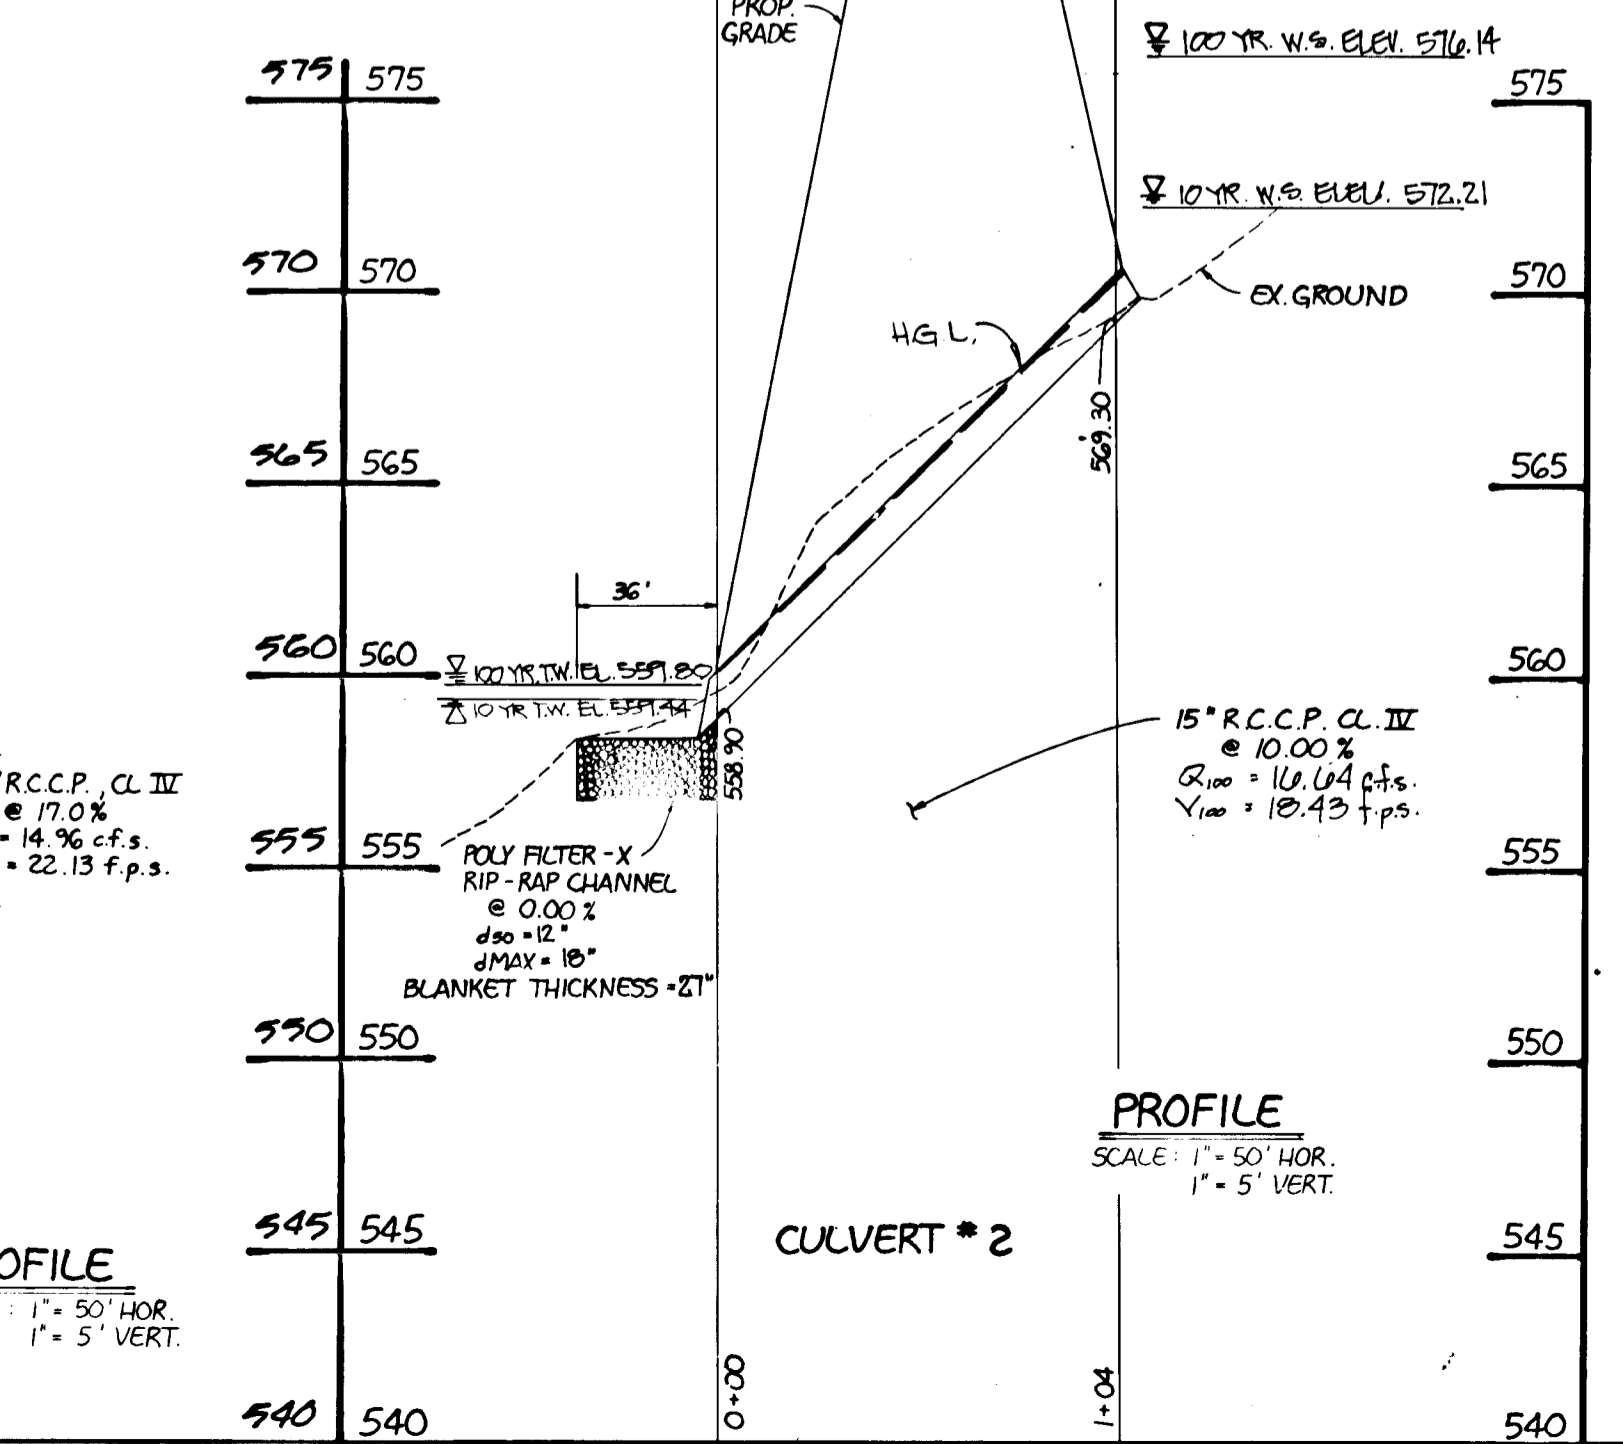 PROP.
GRADE
100 YR. W.S. ELEV. 576.14
575 575
575
10 YR. W.S. ELEV. 572.21
570 570
570
EX. GROUND
H.G.L.
569.30
565 565
565
36'
560 560
560
100 YR. T.W. EL. 559.80
10 YR T.W. EL. 559.44
558.90
15" R.C.C.P. CL. IV
@ 10.00%
Q100 = 16.64 c.f.s.
V100 = 18.43 f.p.s.
R.C.C.P., CL IV
@ 17.0%
= 14.96 c.f.s.
= 22.13 f.p.s.
555 555
555
POLY FILTER-X
RIP-RAP CHANNEL
@ 0.00%
d50 = 12"
dMAX = 18"
BLANKET THICKNESS = 27"
550 550
550
PROFILE
SCALE: 1" = 50' HOR.
1" = 5' VERT.
CULVERT # 2
545 545
545
OFILE
: 1" = 50' HOR.
1" = 5' VERT.
0+00
1+04
540 540
540